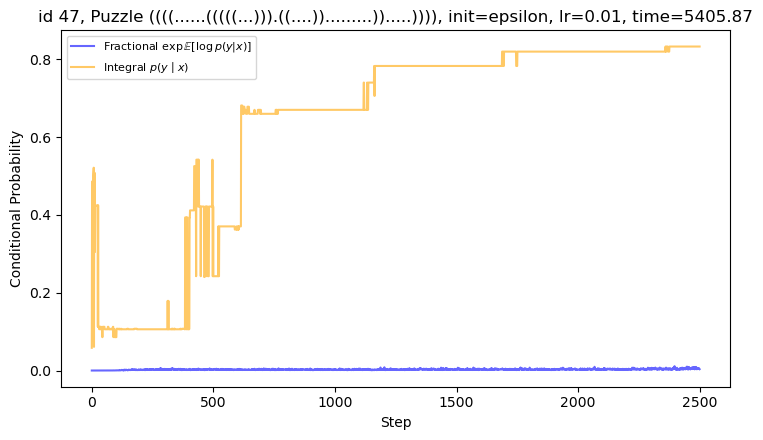 id 47, Puzzle ((((......(((((...))).((....)).........)).....)))), init=epsilon, lr=0.01, time=5405.87
Fractional exp𝔼[log p(y|x)]
Integral p(y | x)
Conditional Probability
0.8
0.6
0.4
0.2
0.0
0
500
1000
1500
2000
2500
Step